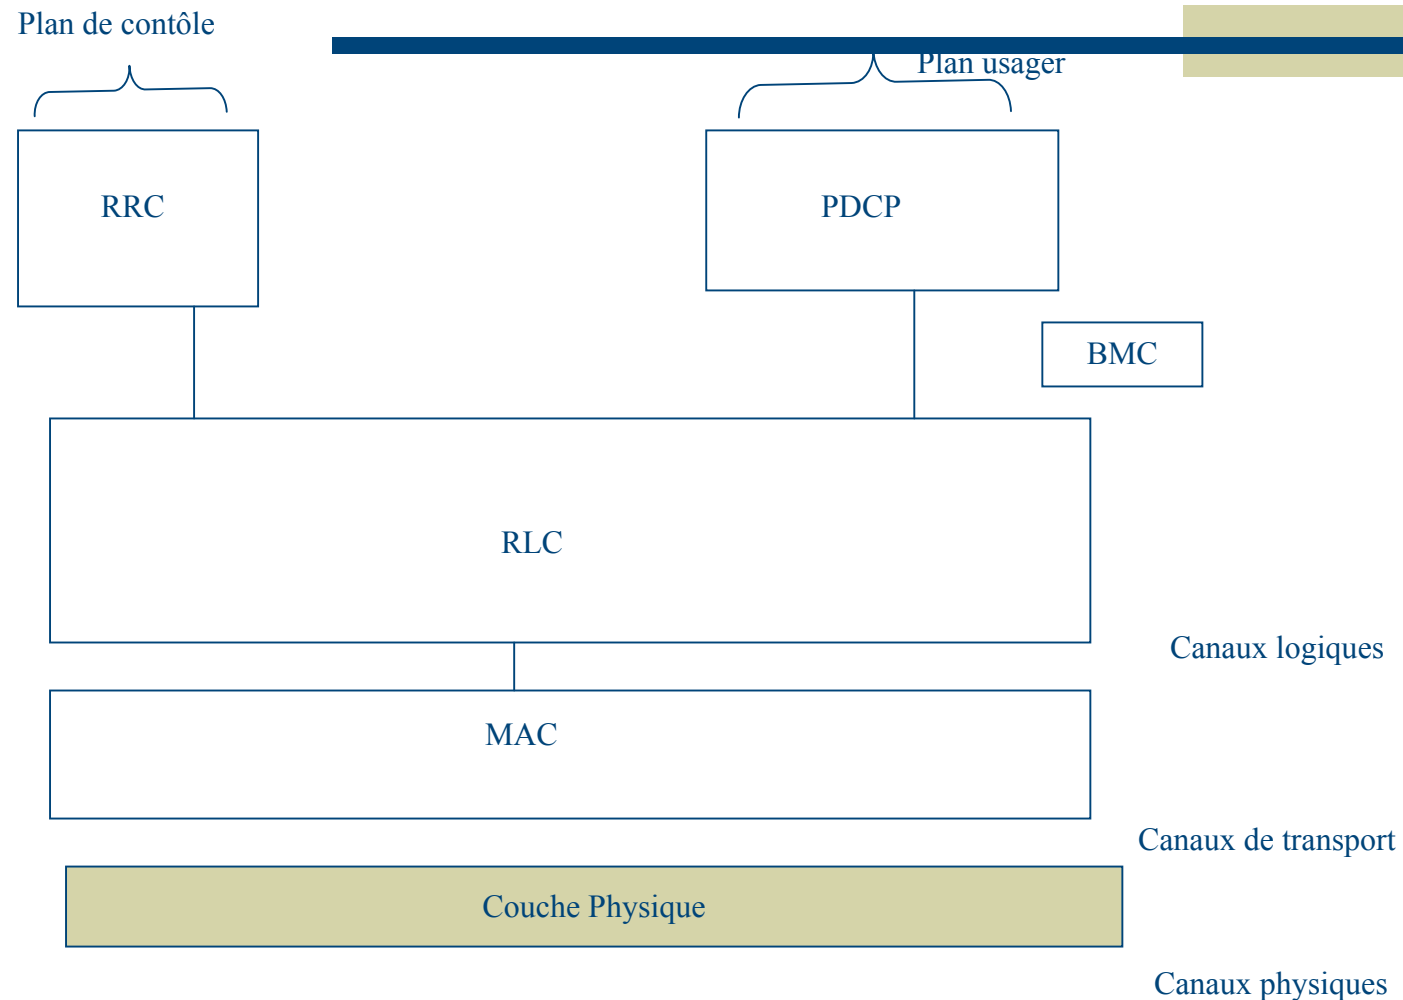 Plan de contôle
Plan usager
RRC
PDCP
BMC
RLC
Canaux logiques
MAC
Canaux de transport
Couche Physique
Canaux physiques